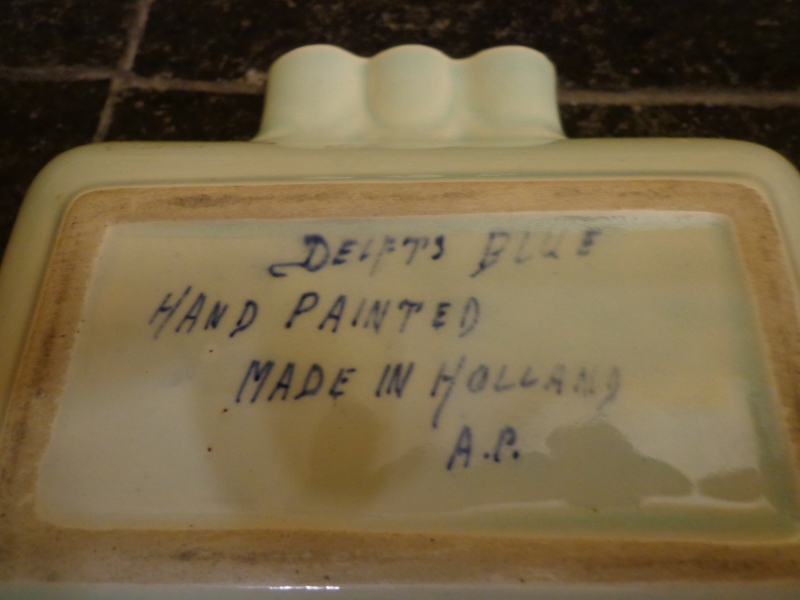 DELFTS BLUE
HAND PAINTED
MADE IN HOLLAND
A.P.